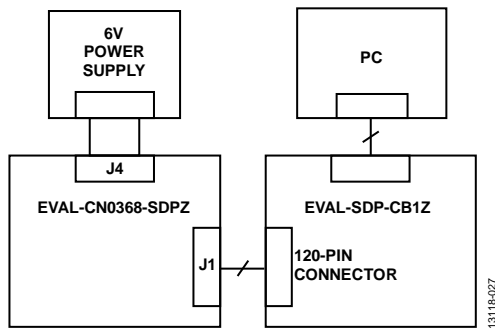 6V
POWER
SUPPLY
PC
J4
EVAL-CN0368-SDPZ
EVAL-SDP-CB1Z
J1
120-PIN
CONNECTOR
13118-027